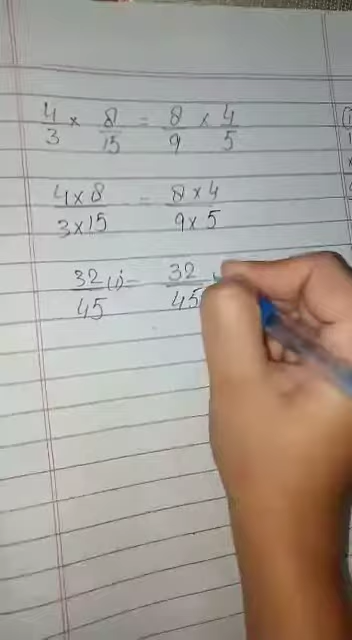 4/3 × 8/15 = 8/9 × 4/5
4×8/3×15 = 8×4/9×5
32/45 (i) = 32/45